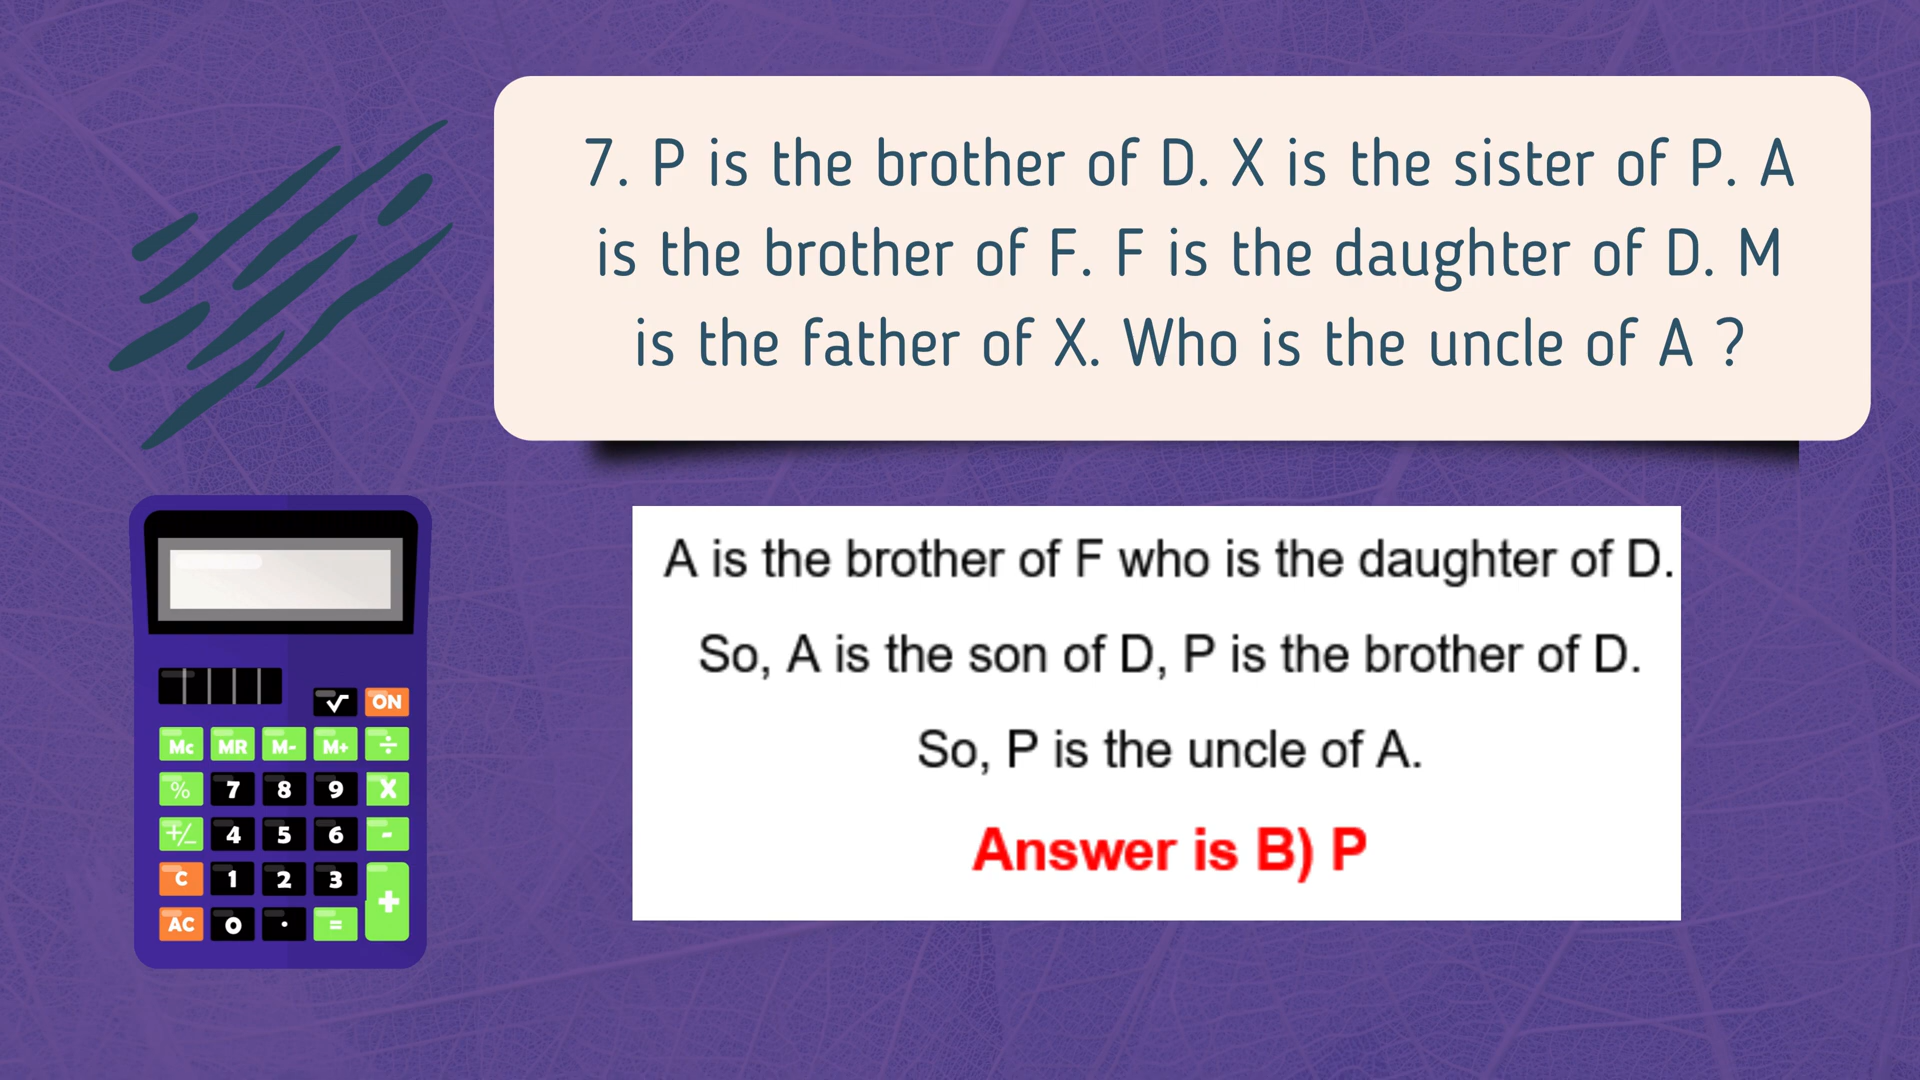 7. P is the brother of D. X is the sister of P. A
is the brother of F. F is the daughter of D. M
is the father of X. Who is the uncle of A ?
A is the brother of F who is the daughter of D.
So, A is the son of D, P is the brother of D.
So, P is the uncle of A.
Answer is B) P
√ ON
Mc MR M- M+ ÷
% 7 8 9 X
+/- 4 5 6 -
C 1 2 3 +
AC 0 . =